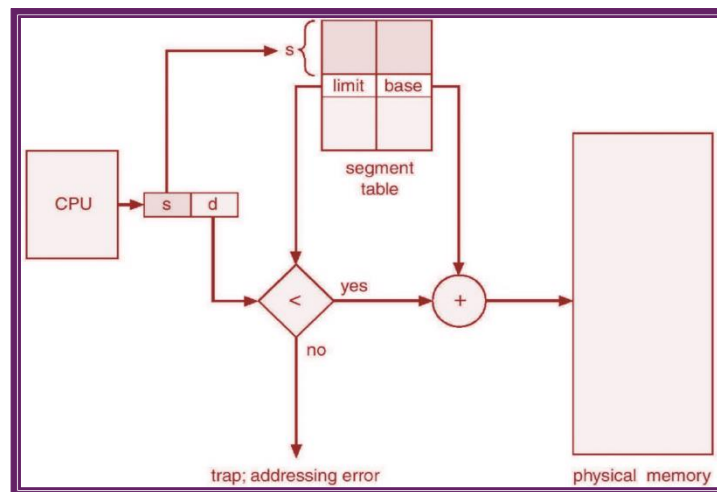 s
limit base
segment
table
CPU
s d
<
yes
+
no
trap; addressing error
physical memory